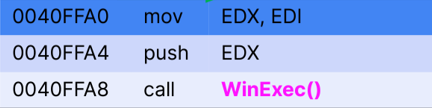 0040FFA0 mov EDX, EDI
0040FFA4 push EDX
0040FFA8 call WinExec()